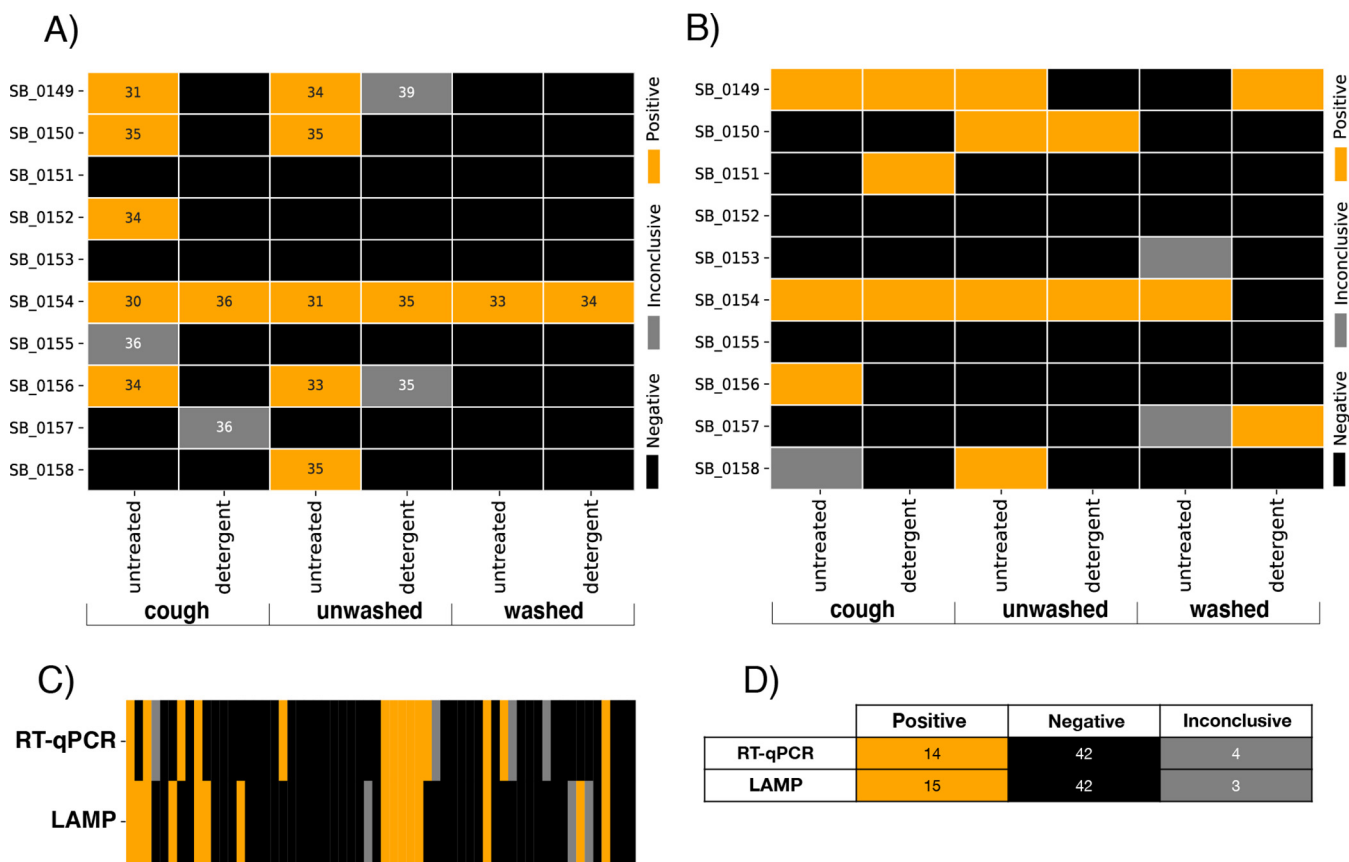 A)
SB_0149
31
34
39
SB_0150
35
35
SB_0151
SB_0152
34
SB_0153
SB_0154
30
36
31
35
33
34
SB_0155
36
SB_0156
34
33
35
SB_0157
36
SB_0158
35
untreated
detergent
untreated
detergent
untreated
detergent
cough
unwashed
washed
Positive
Inconclusive
Negative
B)
SB_0149
SB_0150
SB_0151
SB_0152
SB_0153
SB_0154
SB_0155
SB_0156
SB_0157
SB_0158
untreated
detergent
untreated
detergent
untreated
detergent
cough
unwashed
washed
Positive
Inconclusive
Negative
C)
RT-qPCR
LAMP
D)
Positive Negative Inconclusive
RT-qPCR 14 42 4
LAMP 15 42 3